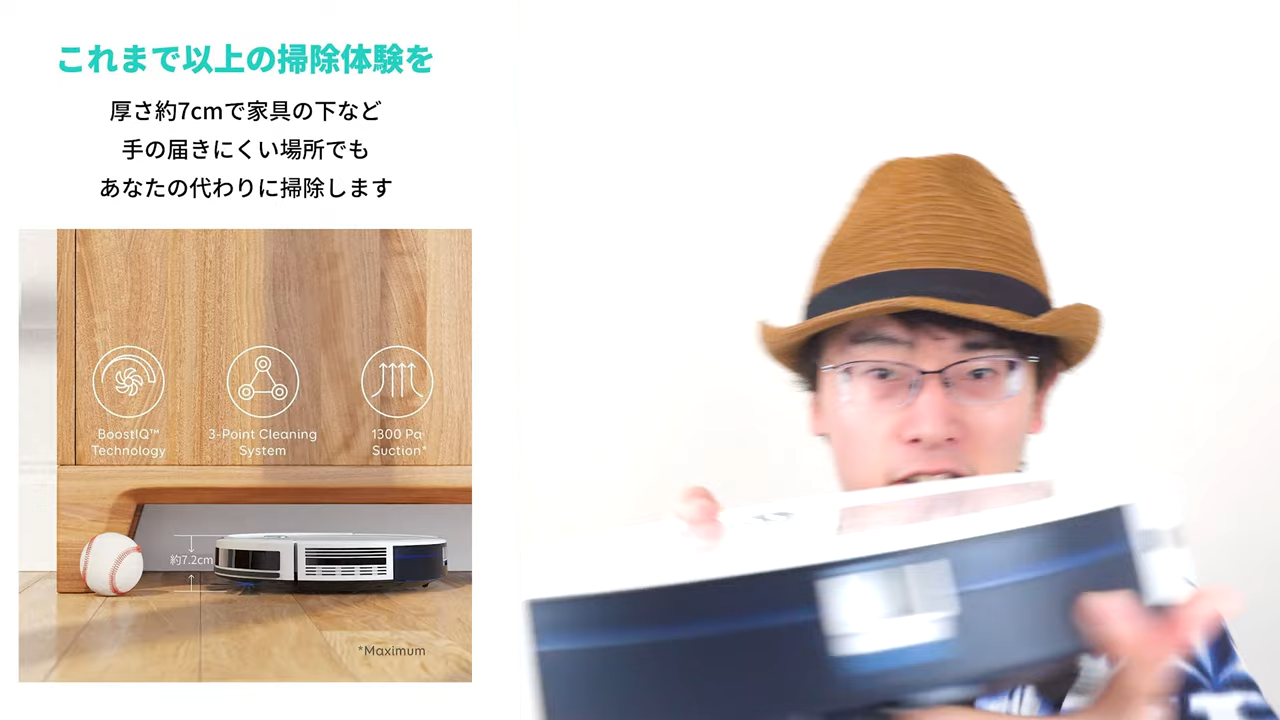 これまで以上の掃除体験を
厚さ約7cmで家具の下など
手の届きにくい場所でも
あなたの代わりに掃除します
BoostIQ™
Technology
3-Point Cleaning
System
1300 Pa
Suction*
約7.2cm
*Maximum